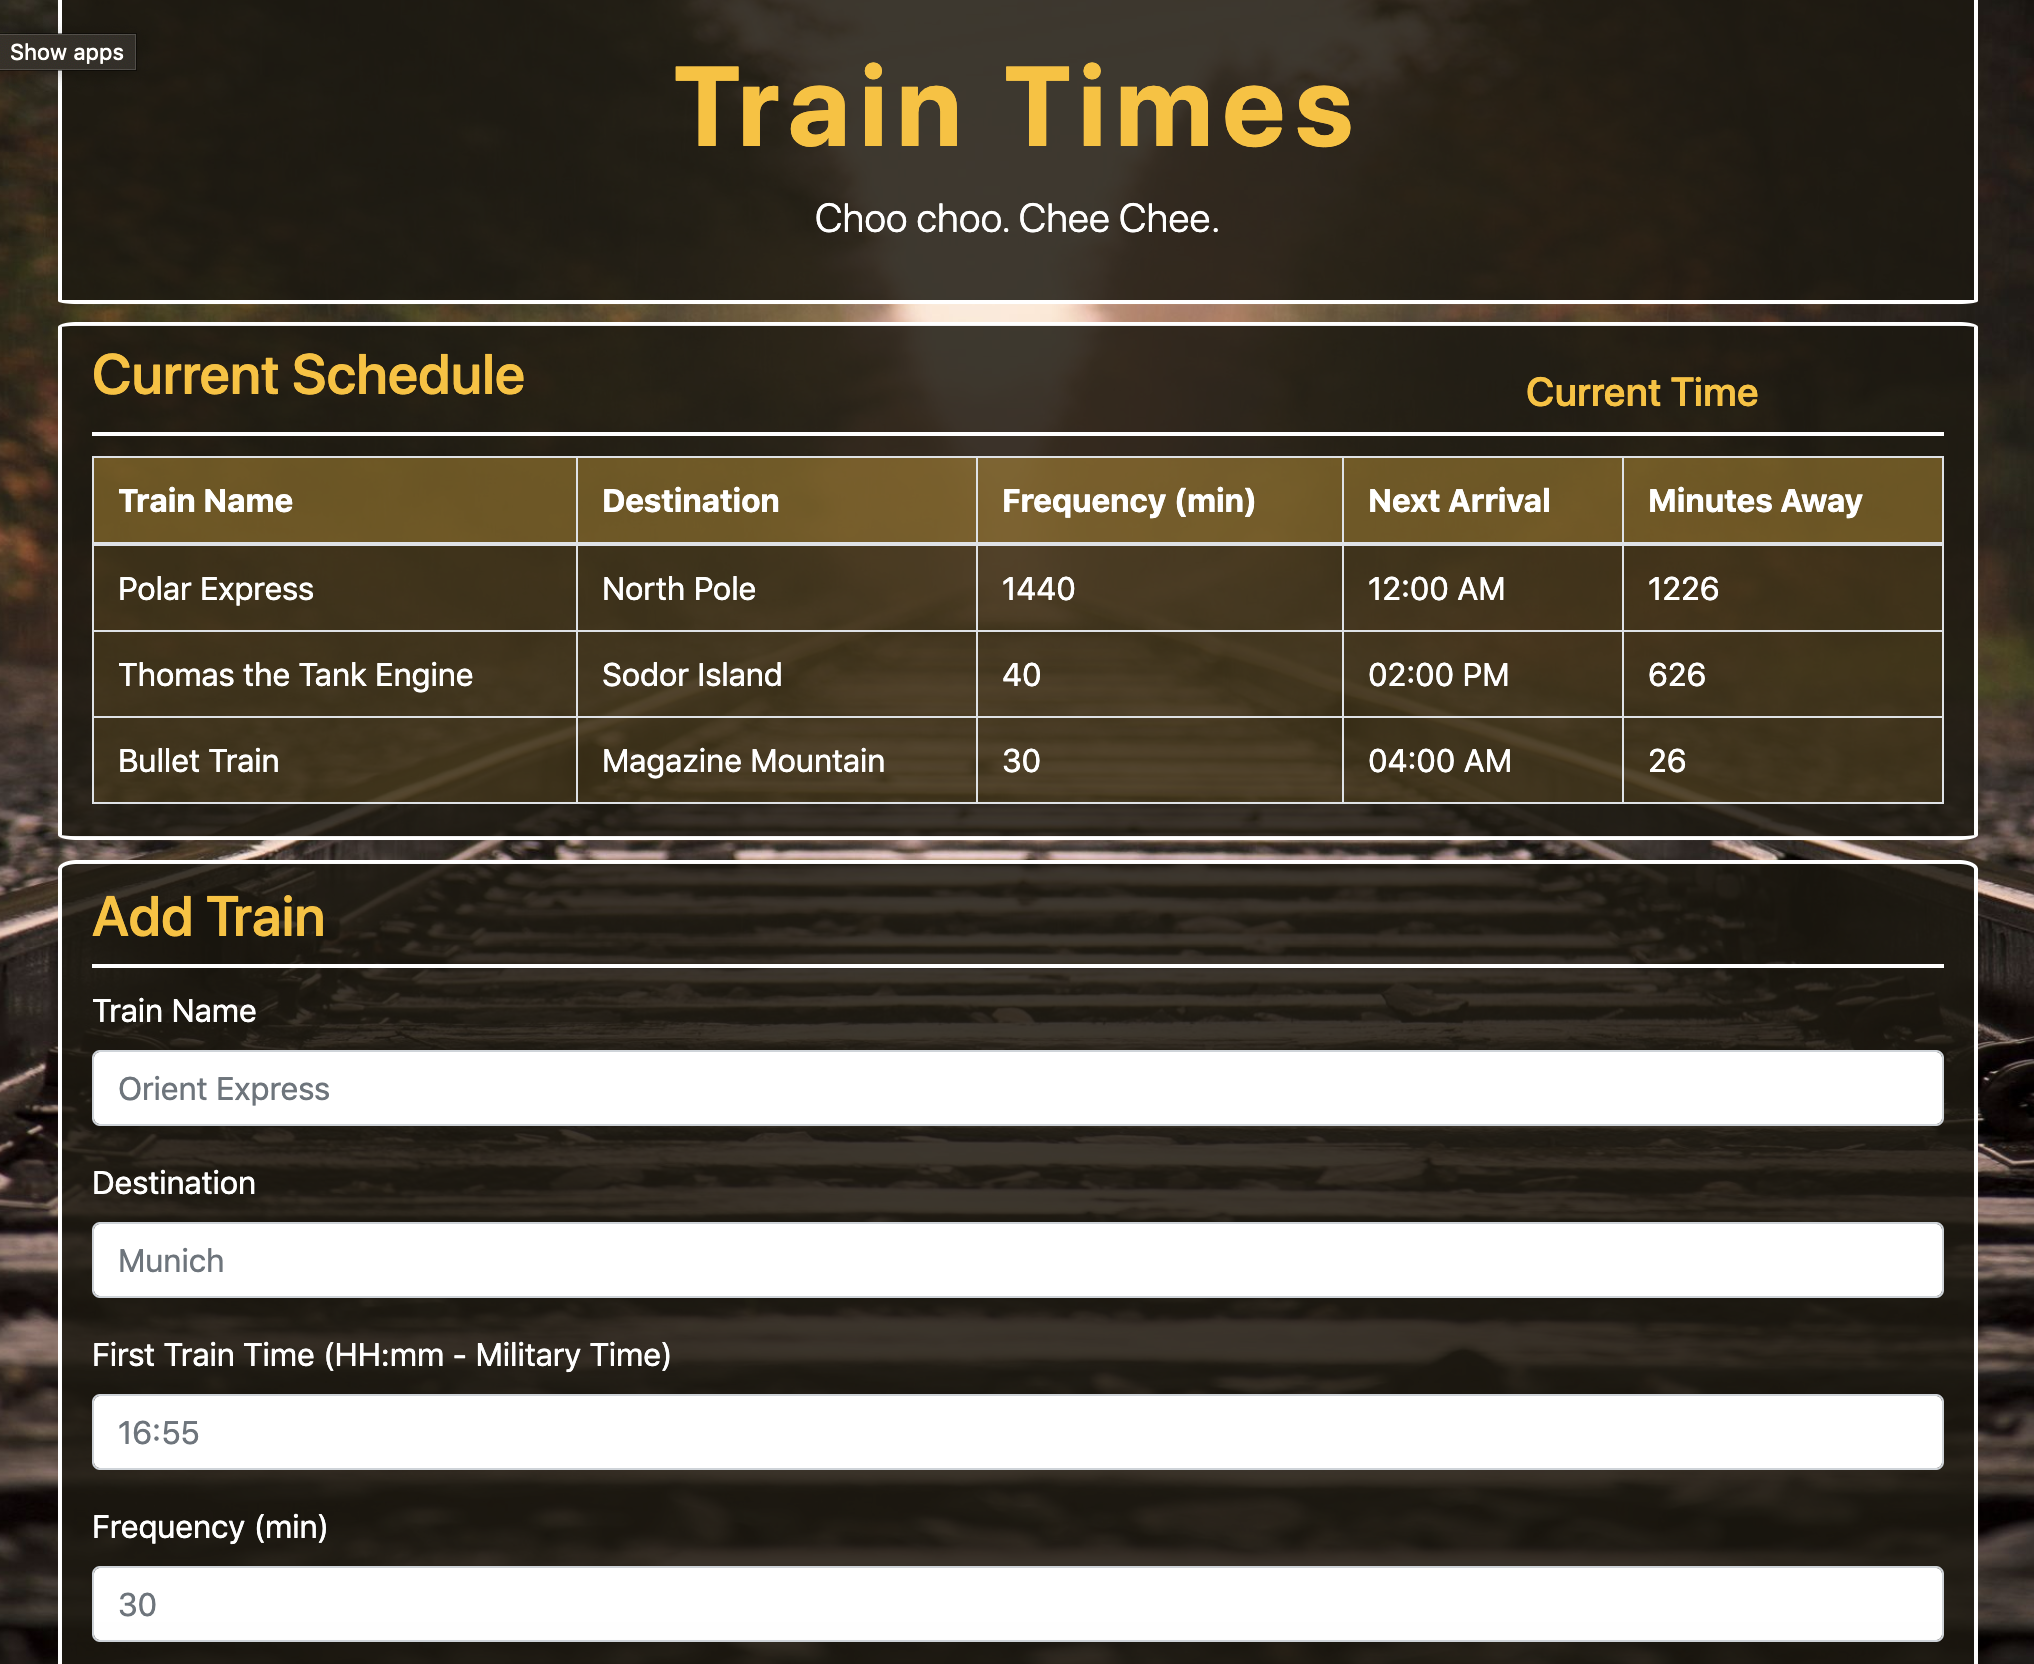 Show apps
Train Times
Choo choo. Chee Chee.
Current Schedule
Current Time
Train Name Destination Frequency (min) Next Arrival Minutes Away
Polar Express North Pole 1440 12:00 AM 1226
Thomas the Tank Engine Sodor Island 40 02:00 PM 626
Bullet Train Magazine Mountain 30 04:00 AM 26
Add Train
Train Name
Orient Express
Destination
Munich
First Train Time (HH:mm - Military Time)
16:55
Frequency (min)
30